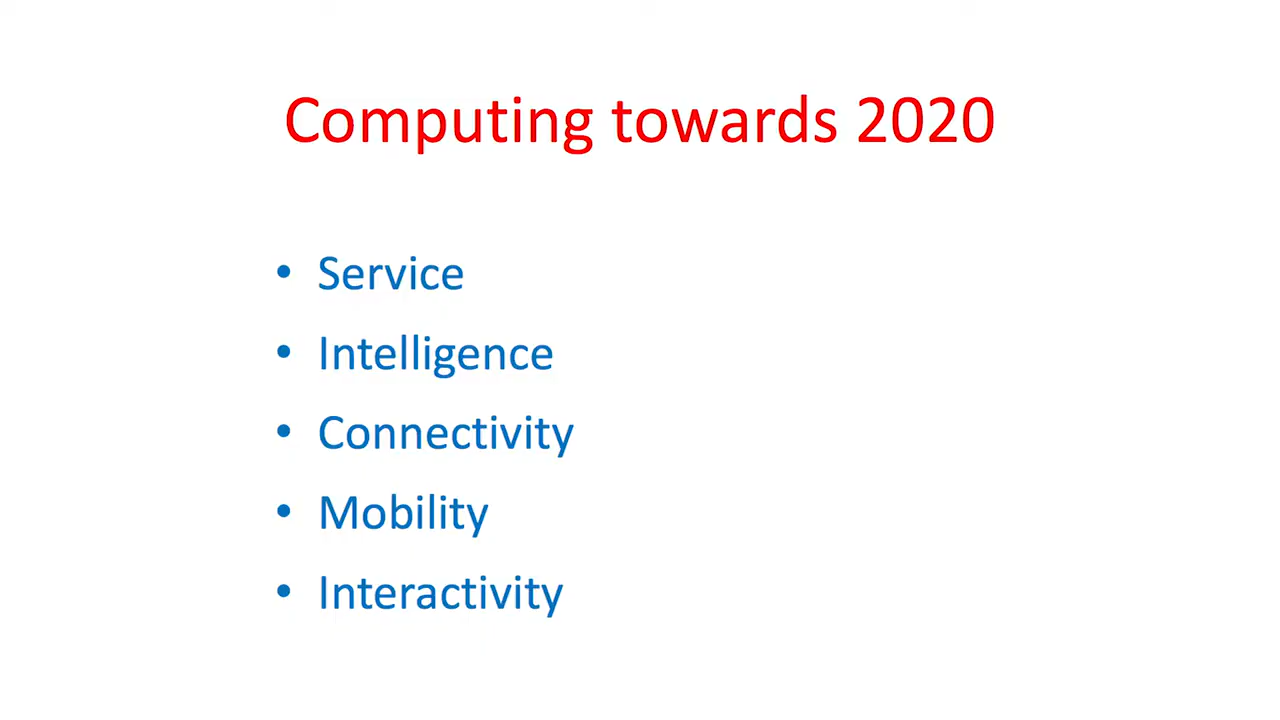 Computing towards 2020
• Service
• Intelligence
• Connectivity
• Mobility
• Interactivity